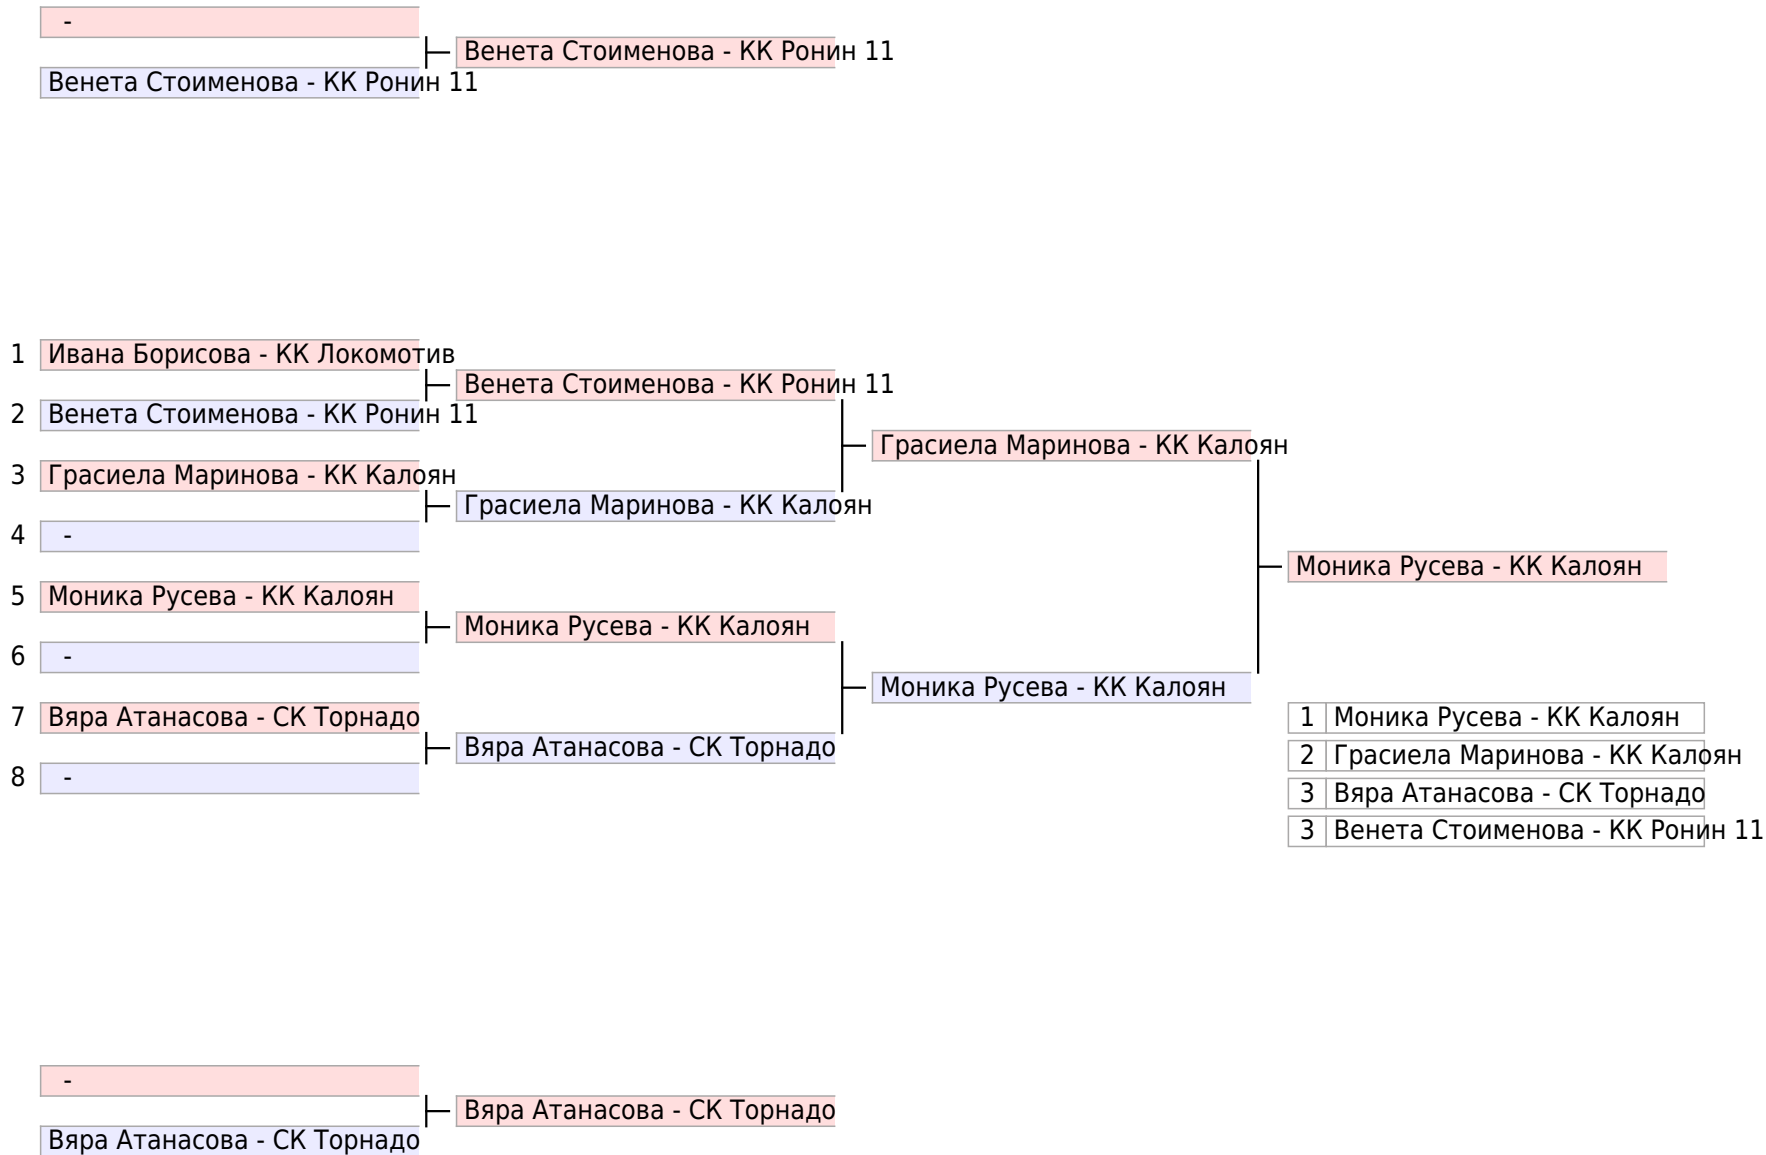 -
Венета Стоименова - КК Ронин 11
Венета Стоименова - КК Ронин 11
1 Ивана Борисова - КК Локомотив
Венета Стоименова - КК Ронин 11
2 Венета Стоименова - КК Ронин 11
Грасиела Маринова - КК Калоян
3 Грасиела Маринова - КК Калоян
Грасиела Маринова - КК Калоян
4 -
Моника Русева - КК Калоян
5 Моника Русева - КК Калоян
Моника Русева - КК Калоян
6 -
Моника Русева - КК Калоян
7 Вяра Атанасова - СК Торнадо
1 Моника Русева - КК Калоян
Вяра Атанасова - СК Торнадо
2 Грасиела Маринова - КК Калоян
8 -
3 Вяра Атанасова - СК Торнадо
3 Венета Стоименова - КК Ронин 11
-
Вяра Атанасова - СК Торнадо
Вяра Атанасова - СК Торнадо